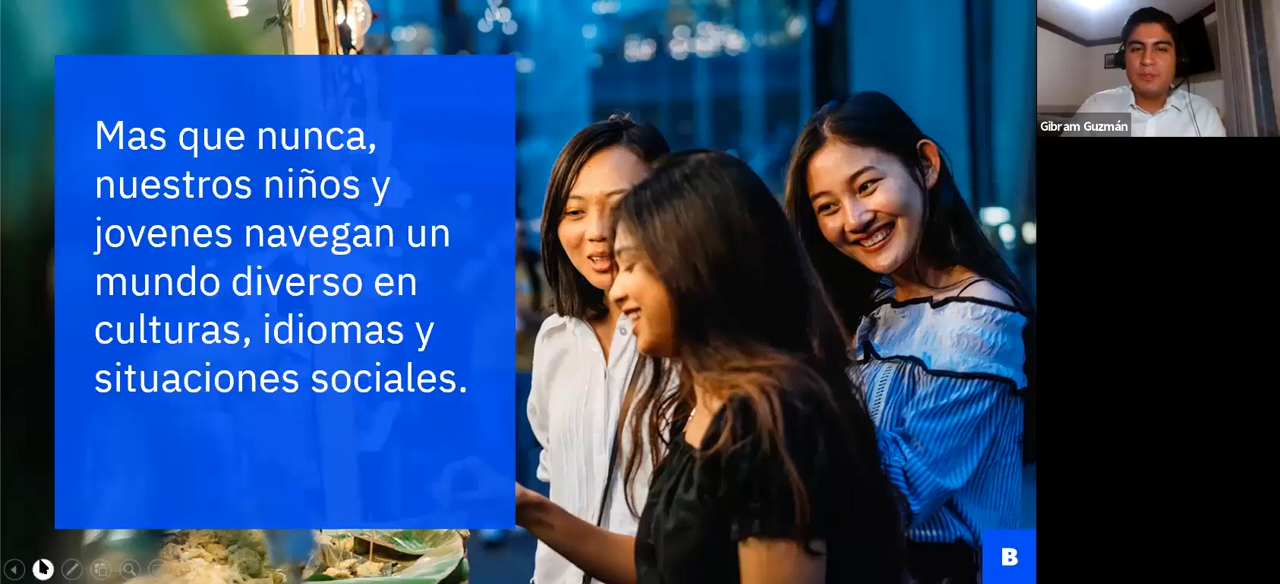 Mas que nunca,
nuestros niños y
jovenes navegan un
mundo diverso en
culturas, idiomas y
situaciones sociales.
Gibram Guzmán
B